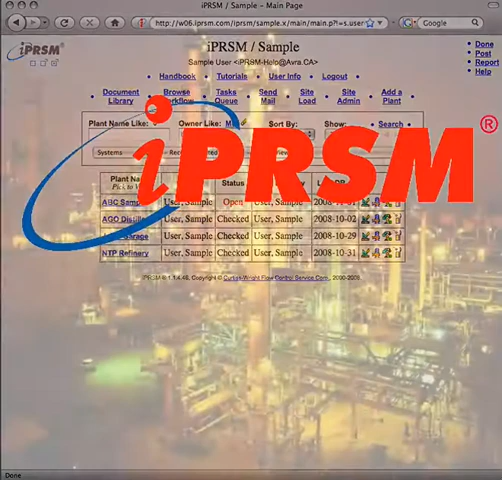 iPRSM / Sample - Main Page
http://w06.iprsm.com/iprsm/sample.x/main/main.p?!=s.user
Google
iPRSM
iPRSM / Sample
Sample User <iPRSM-Help@Avra.CA>
Done
Post
Report
Help
Handbook Tutorials User Info Logout
Document Library
Browse
Tasks Queue
Send Mail
Site Load
Site Admin
Add a Plant
Plant Name Like:
Owner Like:
Sort By:
Show:
Search
Systems
iPRSM®
Status
ABC User, Sample Open User, Sample
AGO User, Sample Checked User, Sample 2008-10-02
User, Sample Checked User, Sample 2008-10-29
NTP Refinery User, Sample Checked User, Sample 2008-10-31
Copyright © Curtiss-Wright Flow Control Service Corp., 2000-2008.
Done